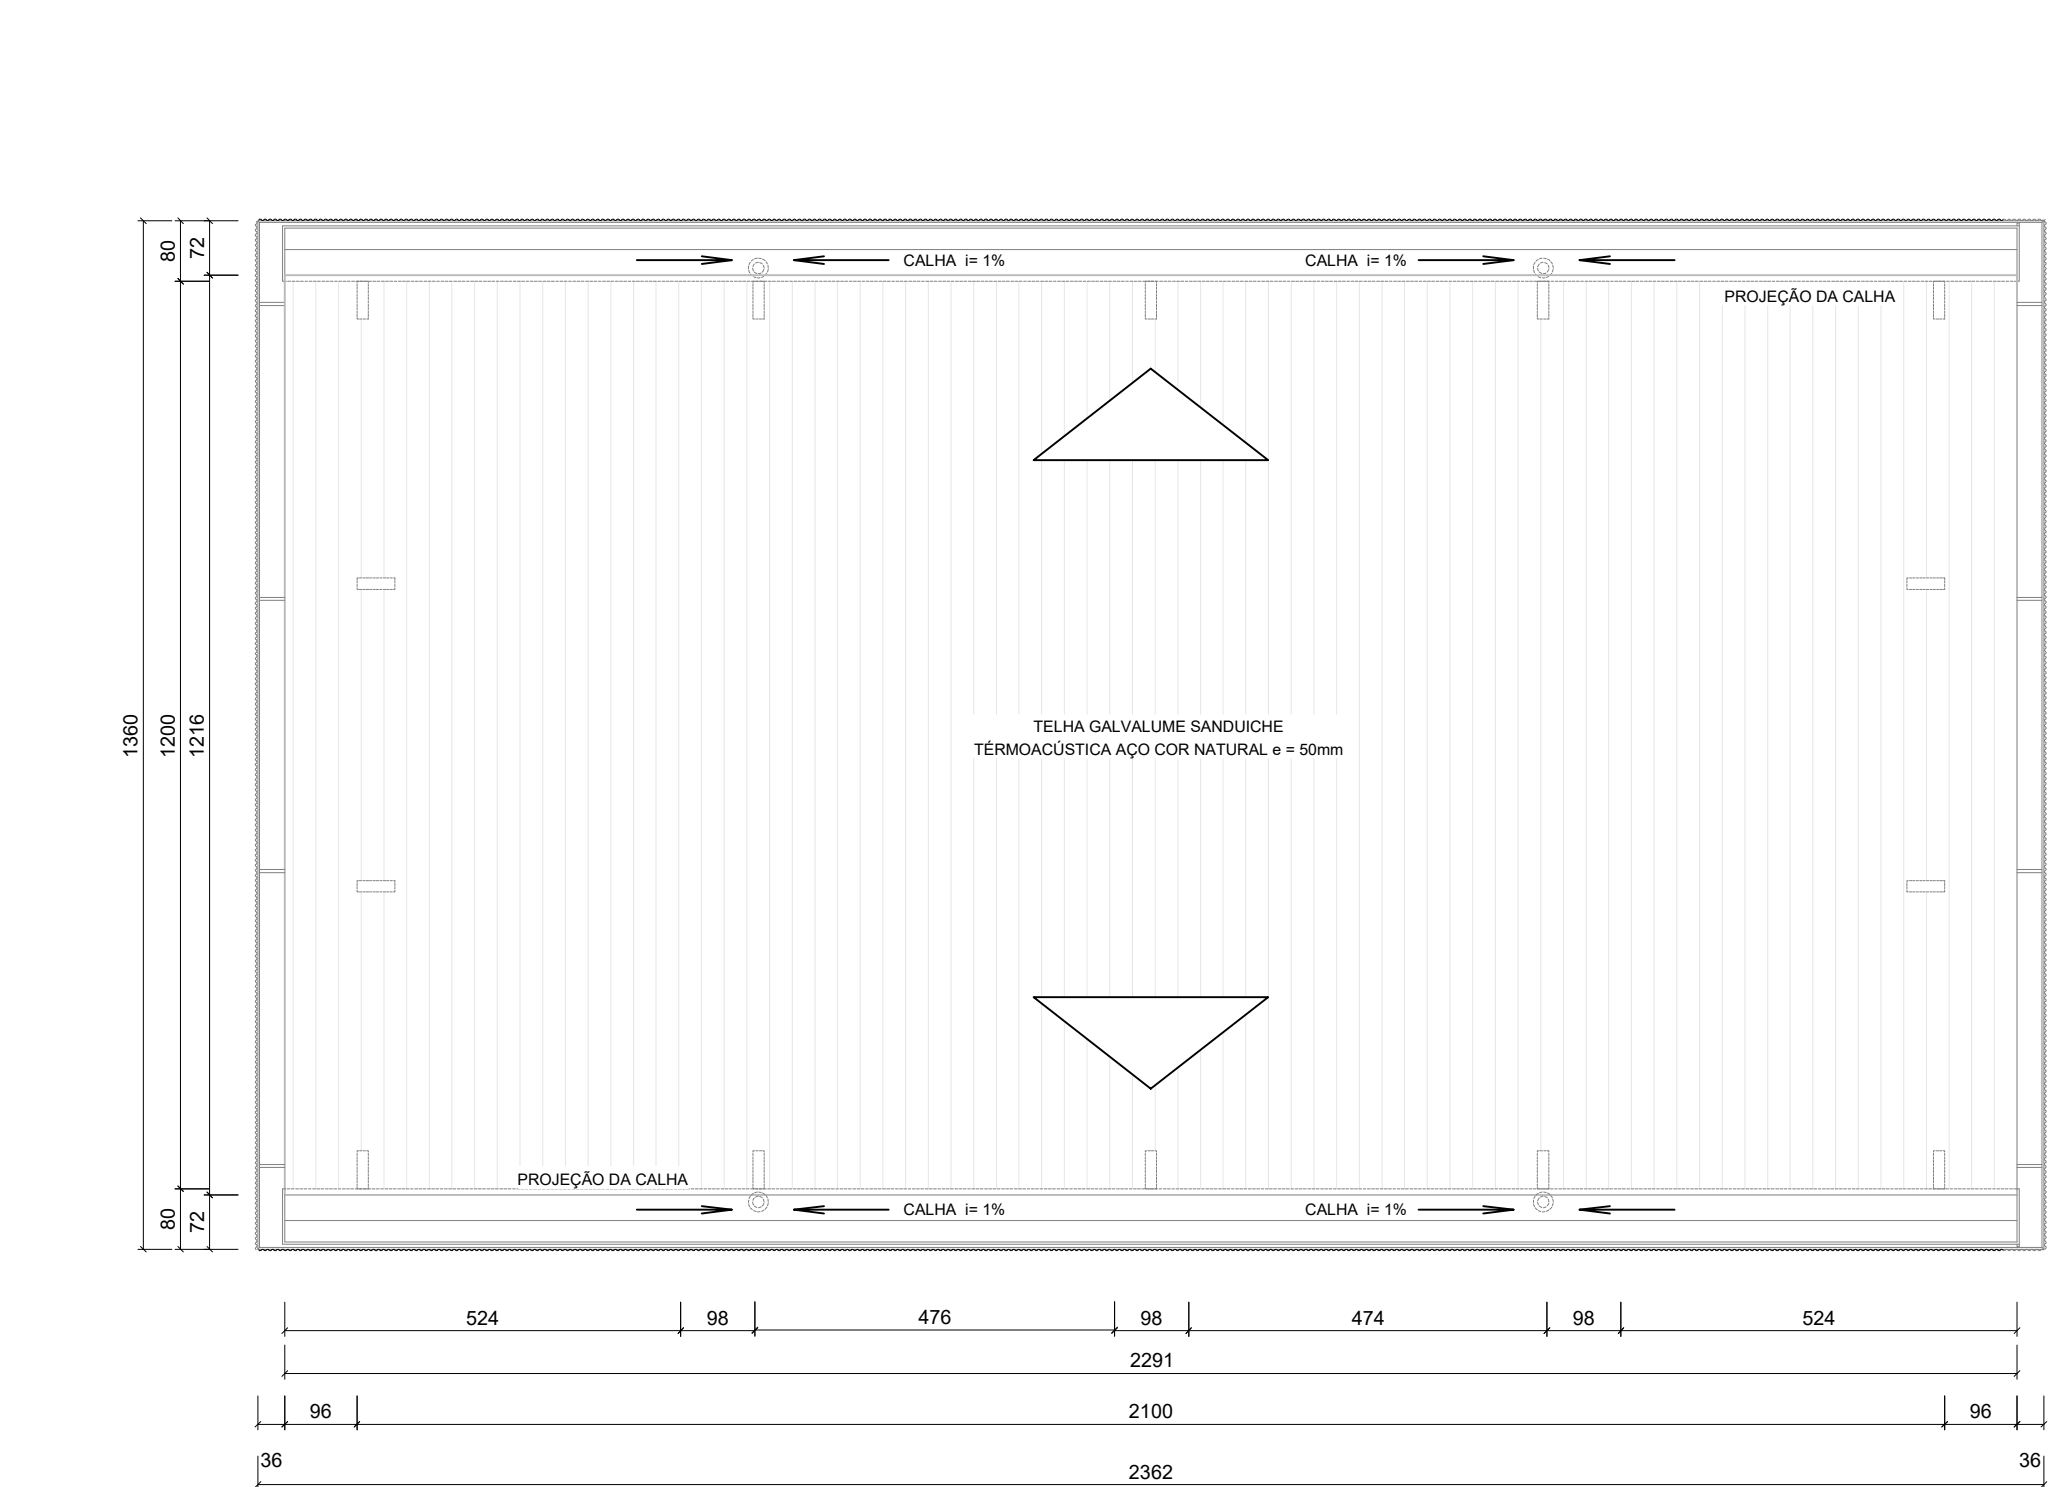 80
72
CALHA i= 1%
CALHA i= 1%
PROJEÇÃO DA CALHA
1360
1200
1216
TELHA GALVALUME SANDUICHE
TÉRMOACÚSTICA AÇO COR NATURAL e = 50mm
PROJEÇÃO DA CALHA
80
72
CALHA i= 1%
CALHA i= 1%
524
98
476
98
474
98
524
2291
96
2100
96
36
2362
36